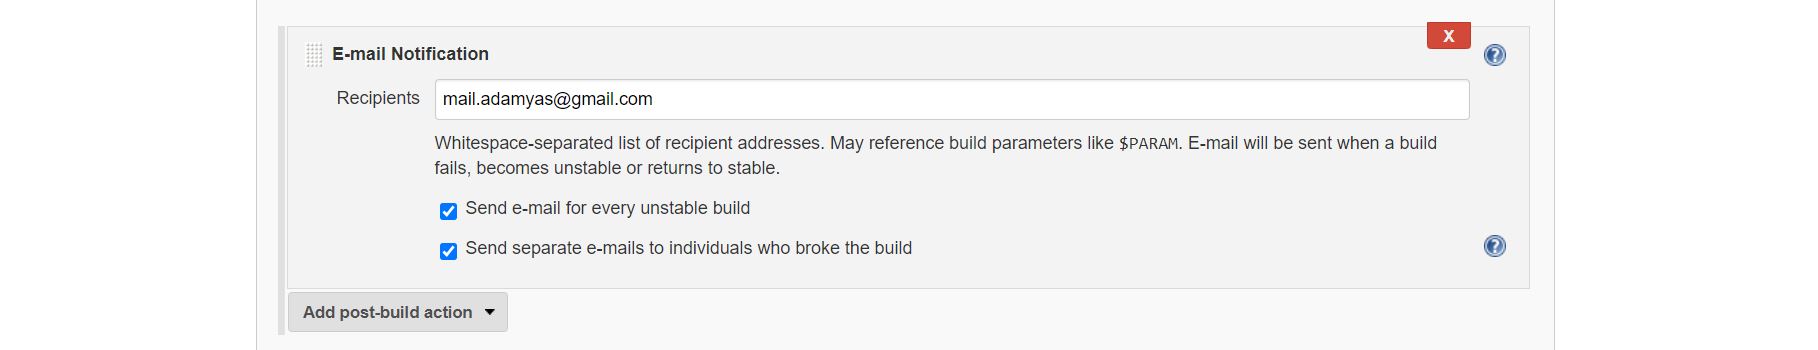 X
E-mail Notification
Recipients mail.adamyas@gmail.com
Whitespace-separated list of recipient addresses. May reference build parameters like $PARAM. E-mail will be sent when a build
fails, becomes unstable or returns to stable.
Send e-mail for every unstable build
Send separate e-mails to individuals who broke the build
Add post-build action